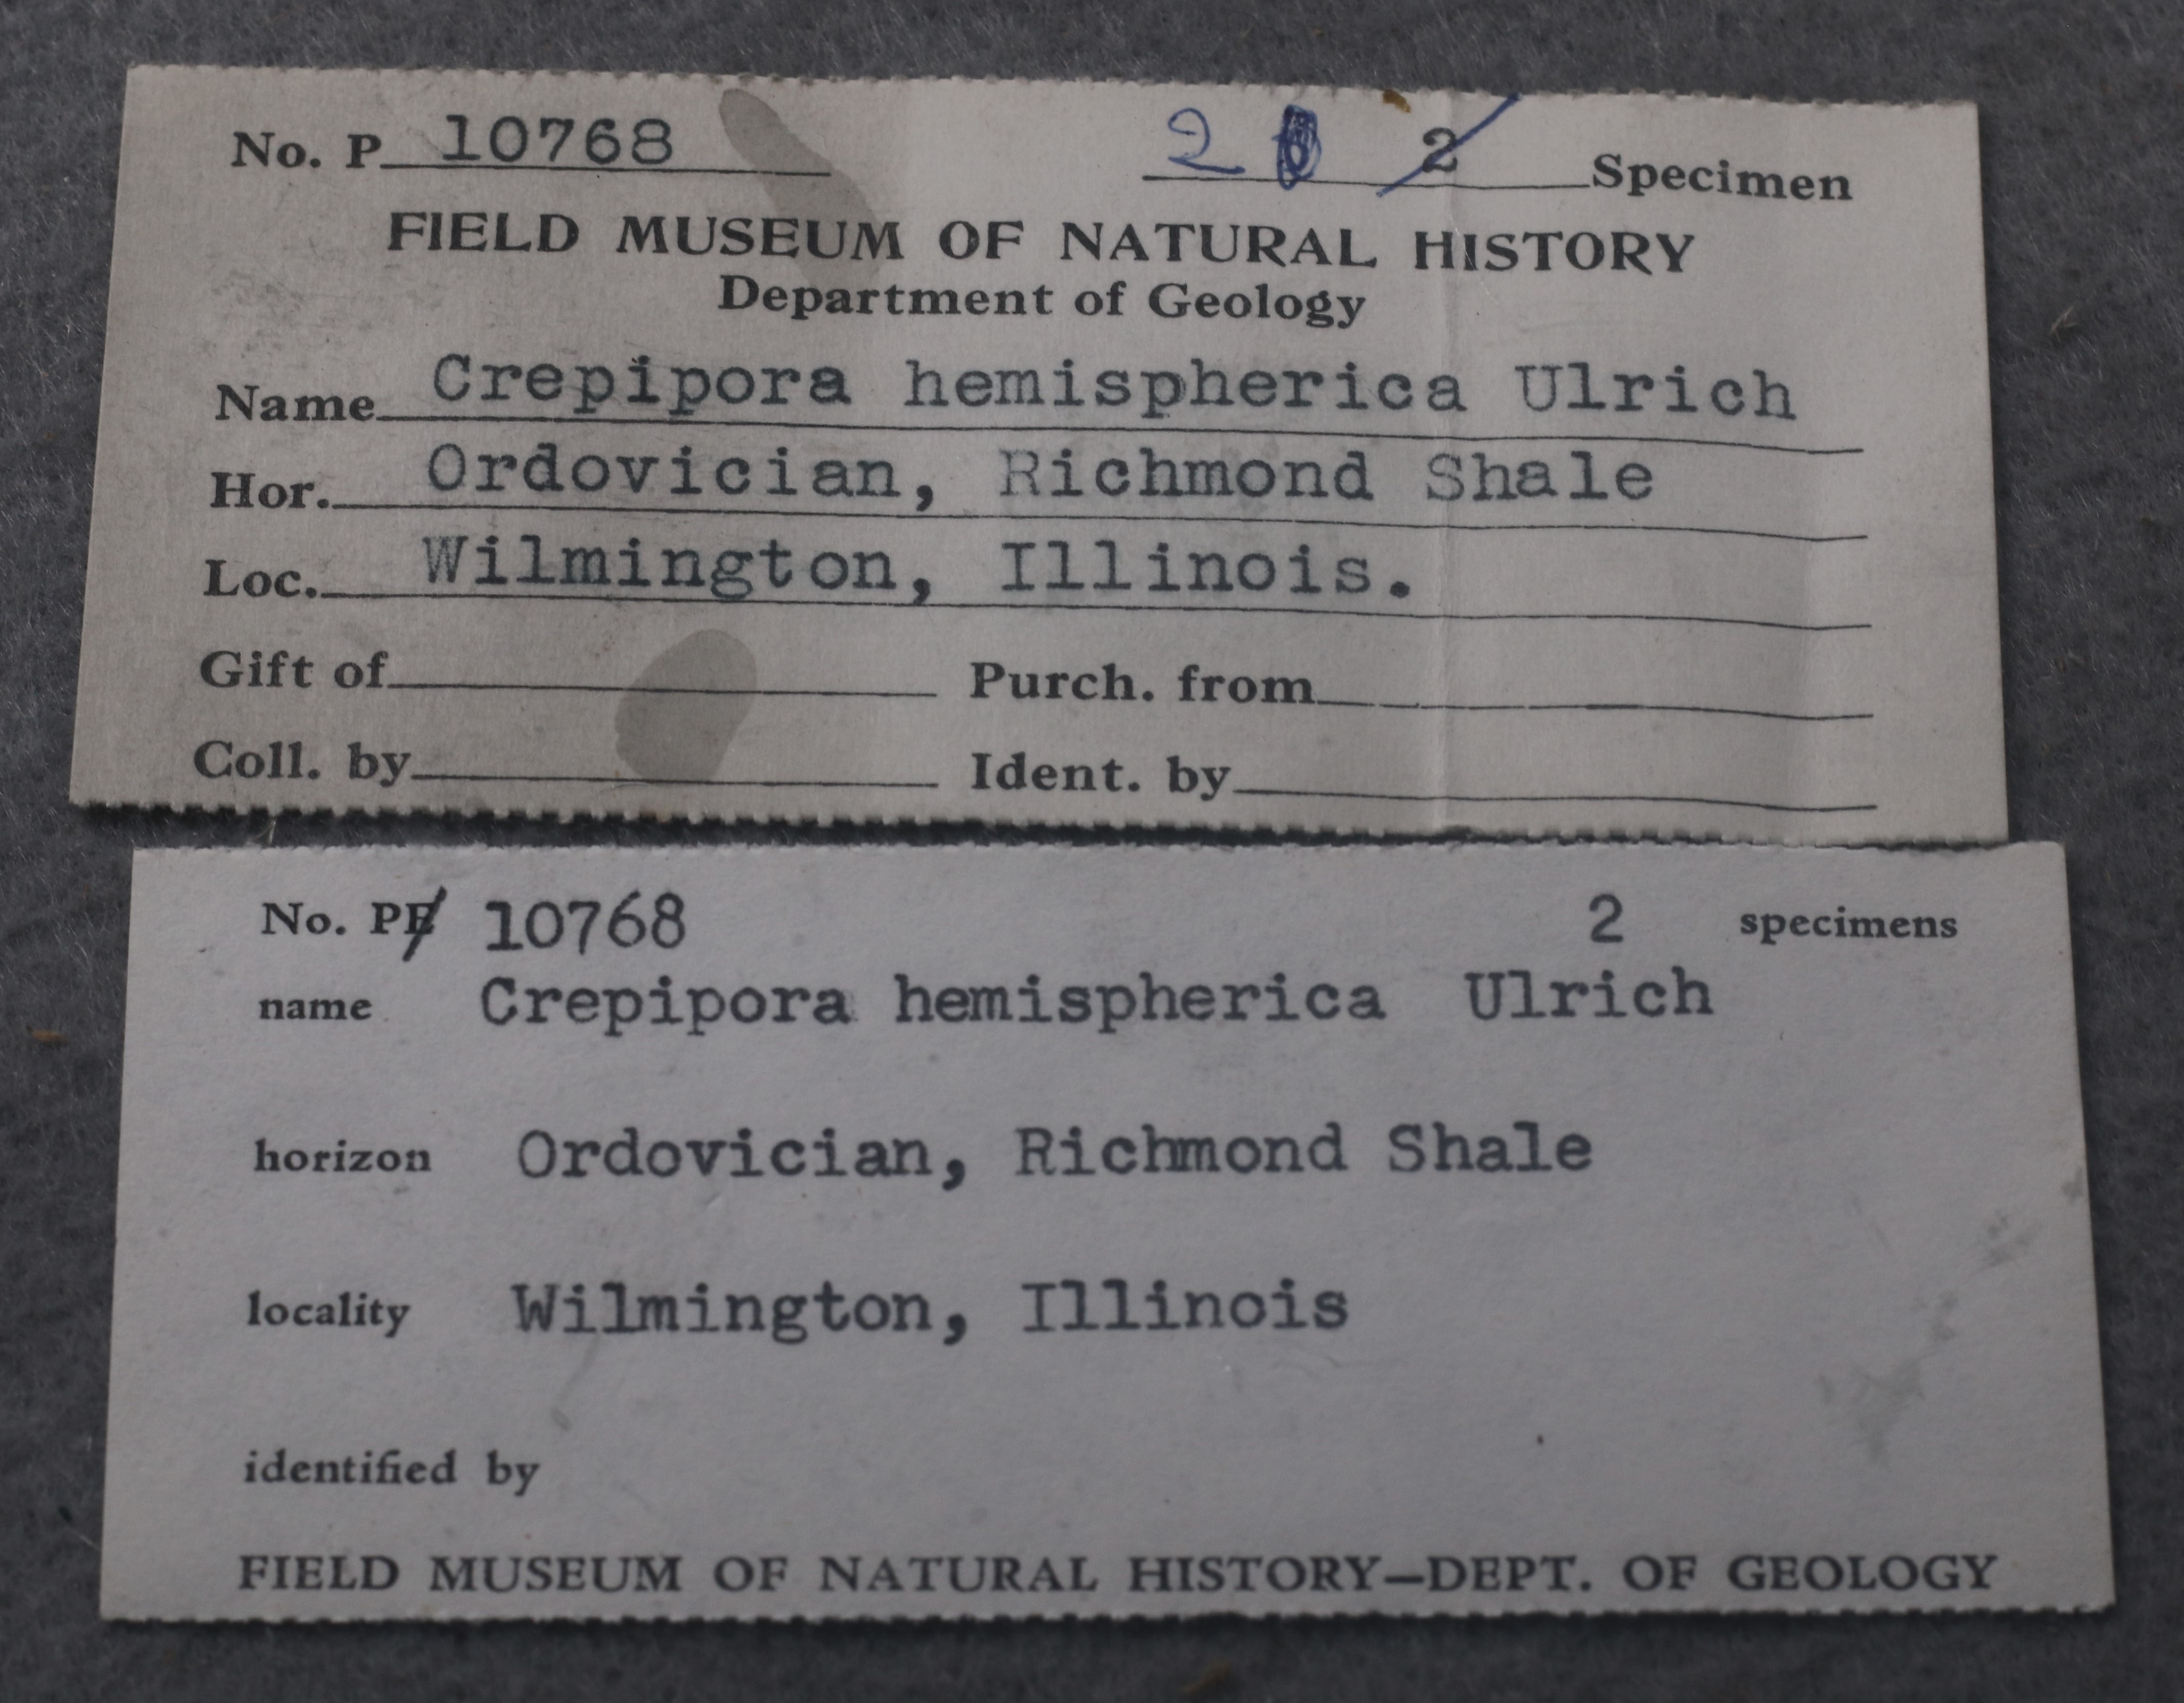 No. P 10768 2 2 Specimen
FIELD MUSEUM OF NATURAL HISTORY
Department of Geology
Name Crepipora hemispherica Ulrich
Hor. Ordovician, Richmond Shale
Loc. Wilmington, Illinois.
Gift of Purch. from
Coll. by Ident. by
No. PE 10768 2 specimens
name Crepipora hemispherica Ulrich
horizon Ordovician, Richmond Shale
locality Wilmington, Illinois
identified by
FIELD MUSEUM OF NATURAL HISTORY—DEPT. OF GEOLOGY